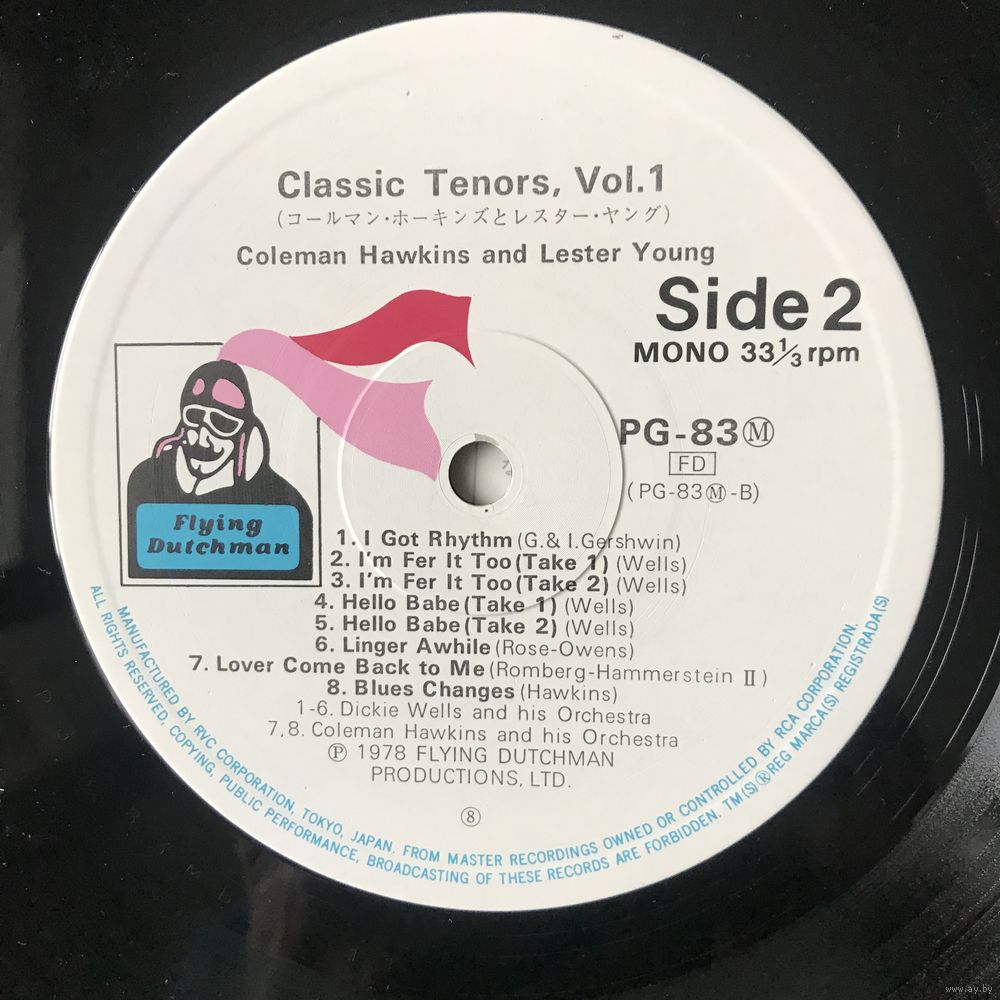 Classic Tenors, Vol.1
(コールマン·ホーキンズとレスター·ヤング)
Coleman Hawkins and Lester Young
Side 2
MONO 33⅓ rpm
PG-83Ⓜ
FD
(PG-83Ⓜ-B)
Flying
Dutchman
1. I Got Rhythm (G.& I.Gershwin)
2. I'm Fer It Too (Take 1) (Wells)
3. I'm Fer It Too (Take 2) (Wells)
4. Hello Babe (Take 1) (Wells)
5. Hello Babe (Take 2) (Wells)
6. Linger Awhile (Rose-Owens)
7. Lover Come Back to Me (Romberg-Hammerstein Ⅱ)
8. Blues Changes (Hawkins)
1-6. Dickie Wells and his Orchestra
7,8. Coleman Hawkins and his Orchestra
Ⓟ 1978 FLYING DUTCHMAN
PRODUCTIONS, LTD.
⑧
MANUFACTURED BY RVC CORPORATION, TOKYO, JAPAN. FROM MASTER RECORDINGS OWNED OR CONTROLLED BY RCA CORPORATION.
ALL RIGHTS RESERVED. COPYING, PUBLIC PERFORMANCE, BROADCASTING OF THESE RECORDS ARE FORBIDDEN. TM(S)®REG MARCA(S) REGISTRADA(S)
www.ay.by